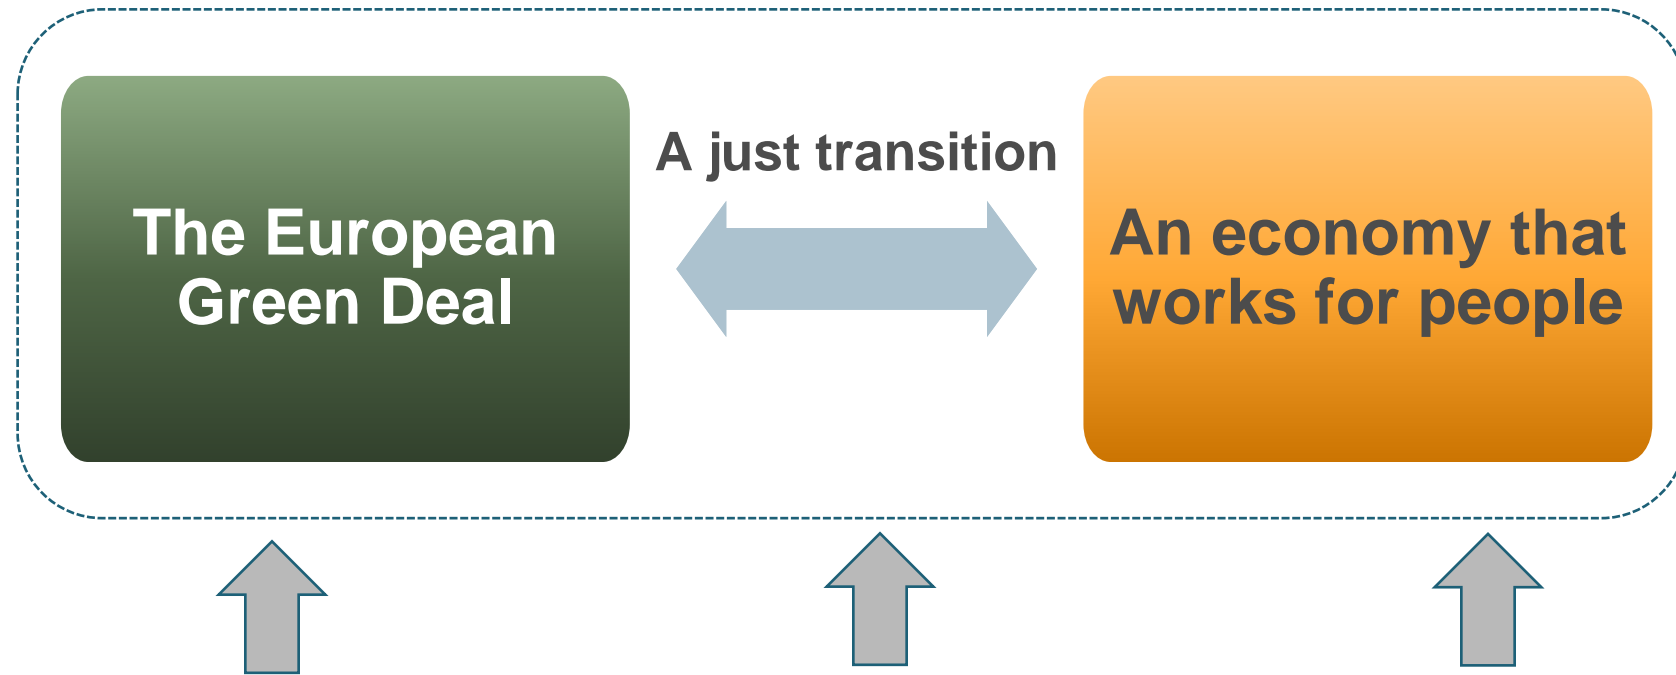 A just transition
The European
Green Deal
An economy that
works for people